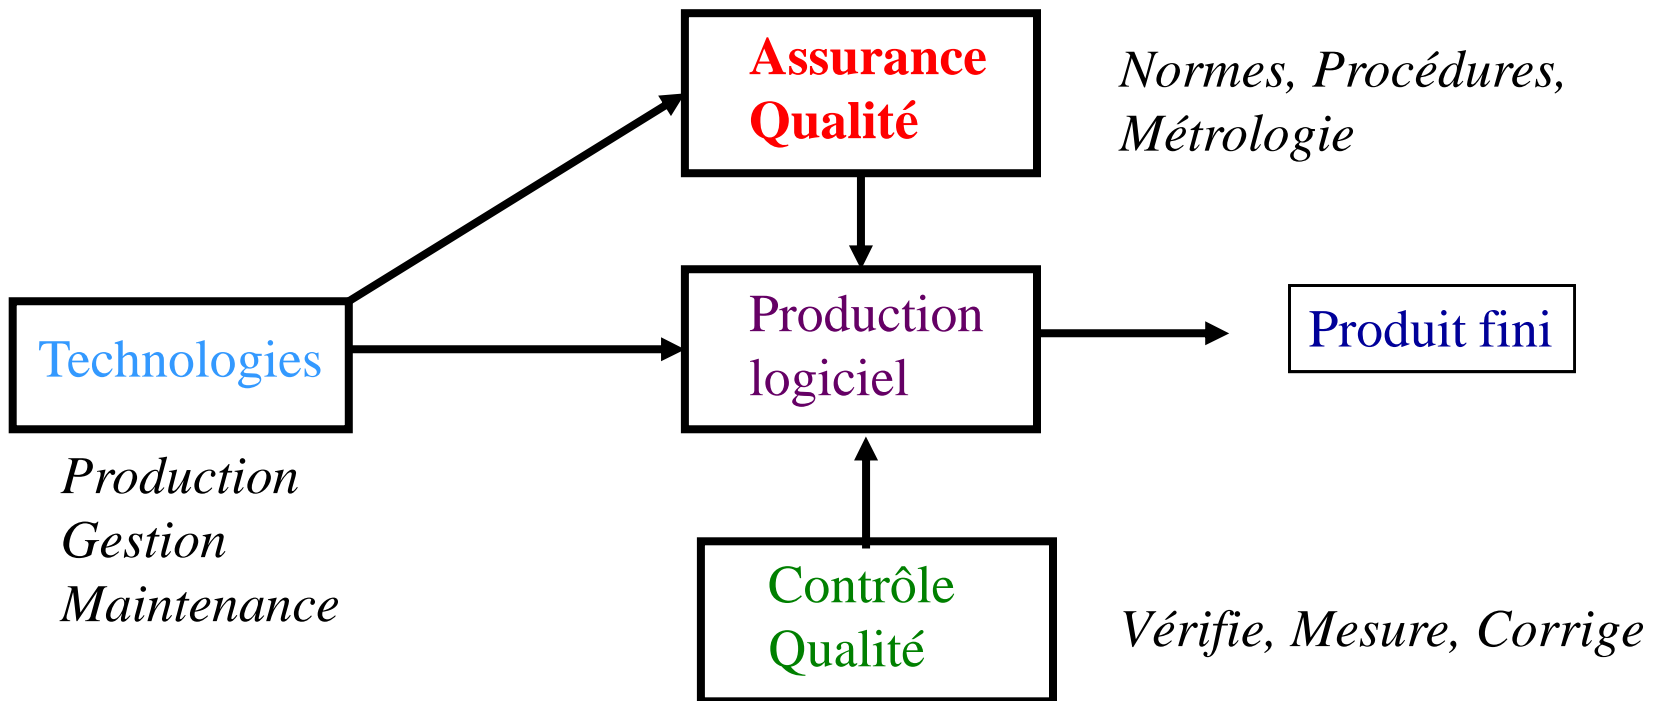 Assurance
Qualité
Normes, Procédures,
Métrologie
Technologies
Production
Gestion
Maintenance
Production
logiciel
Produit fini
Contrôle
Qualité
Vérifie, Mesure, Corrige